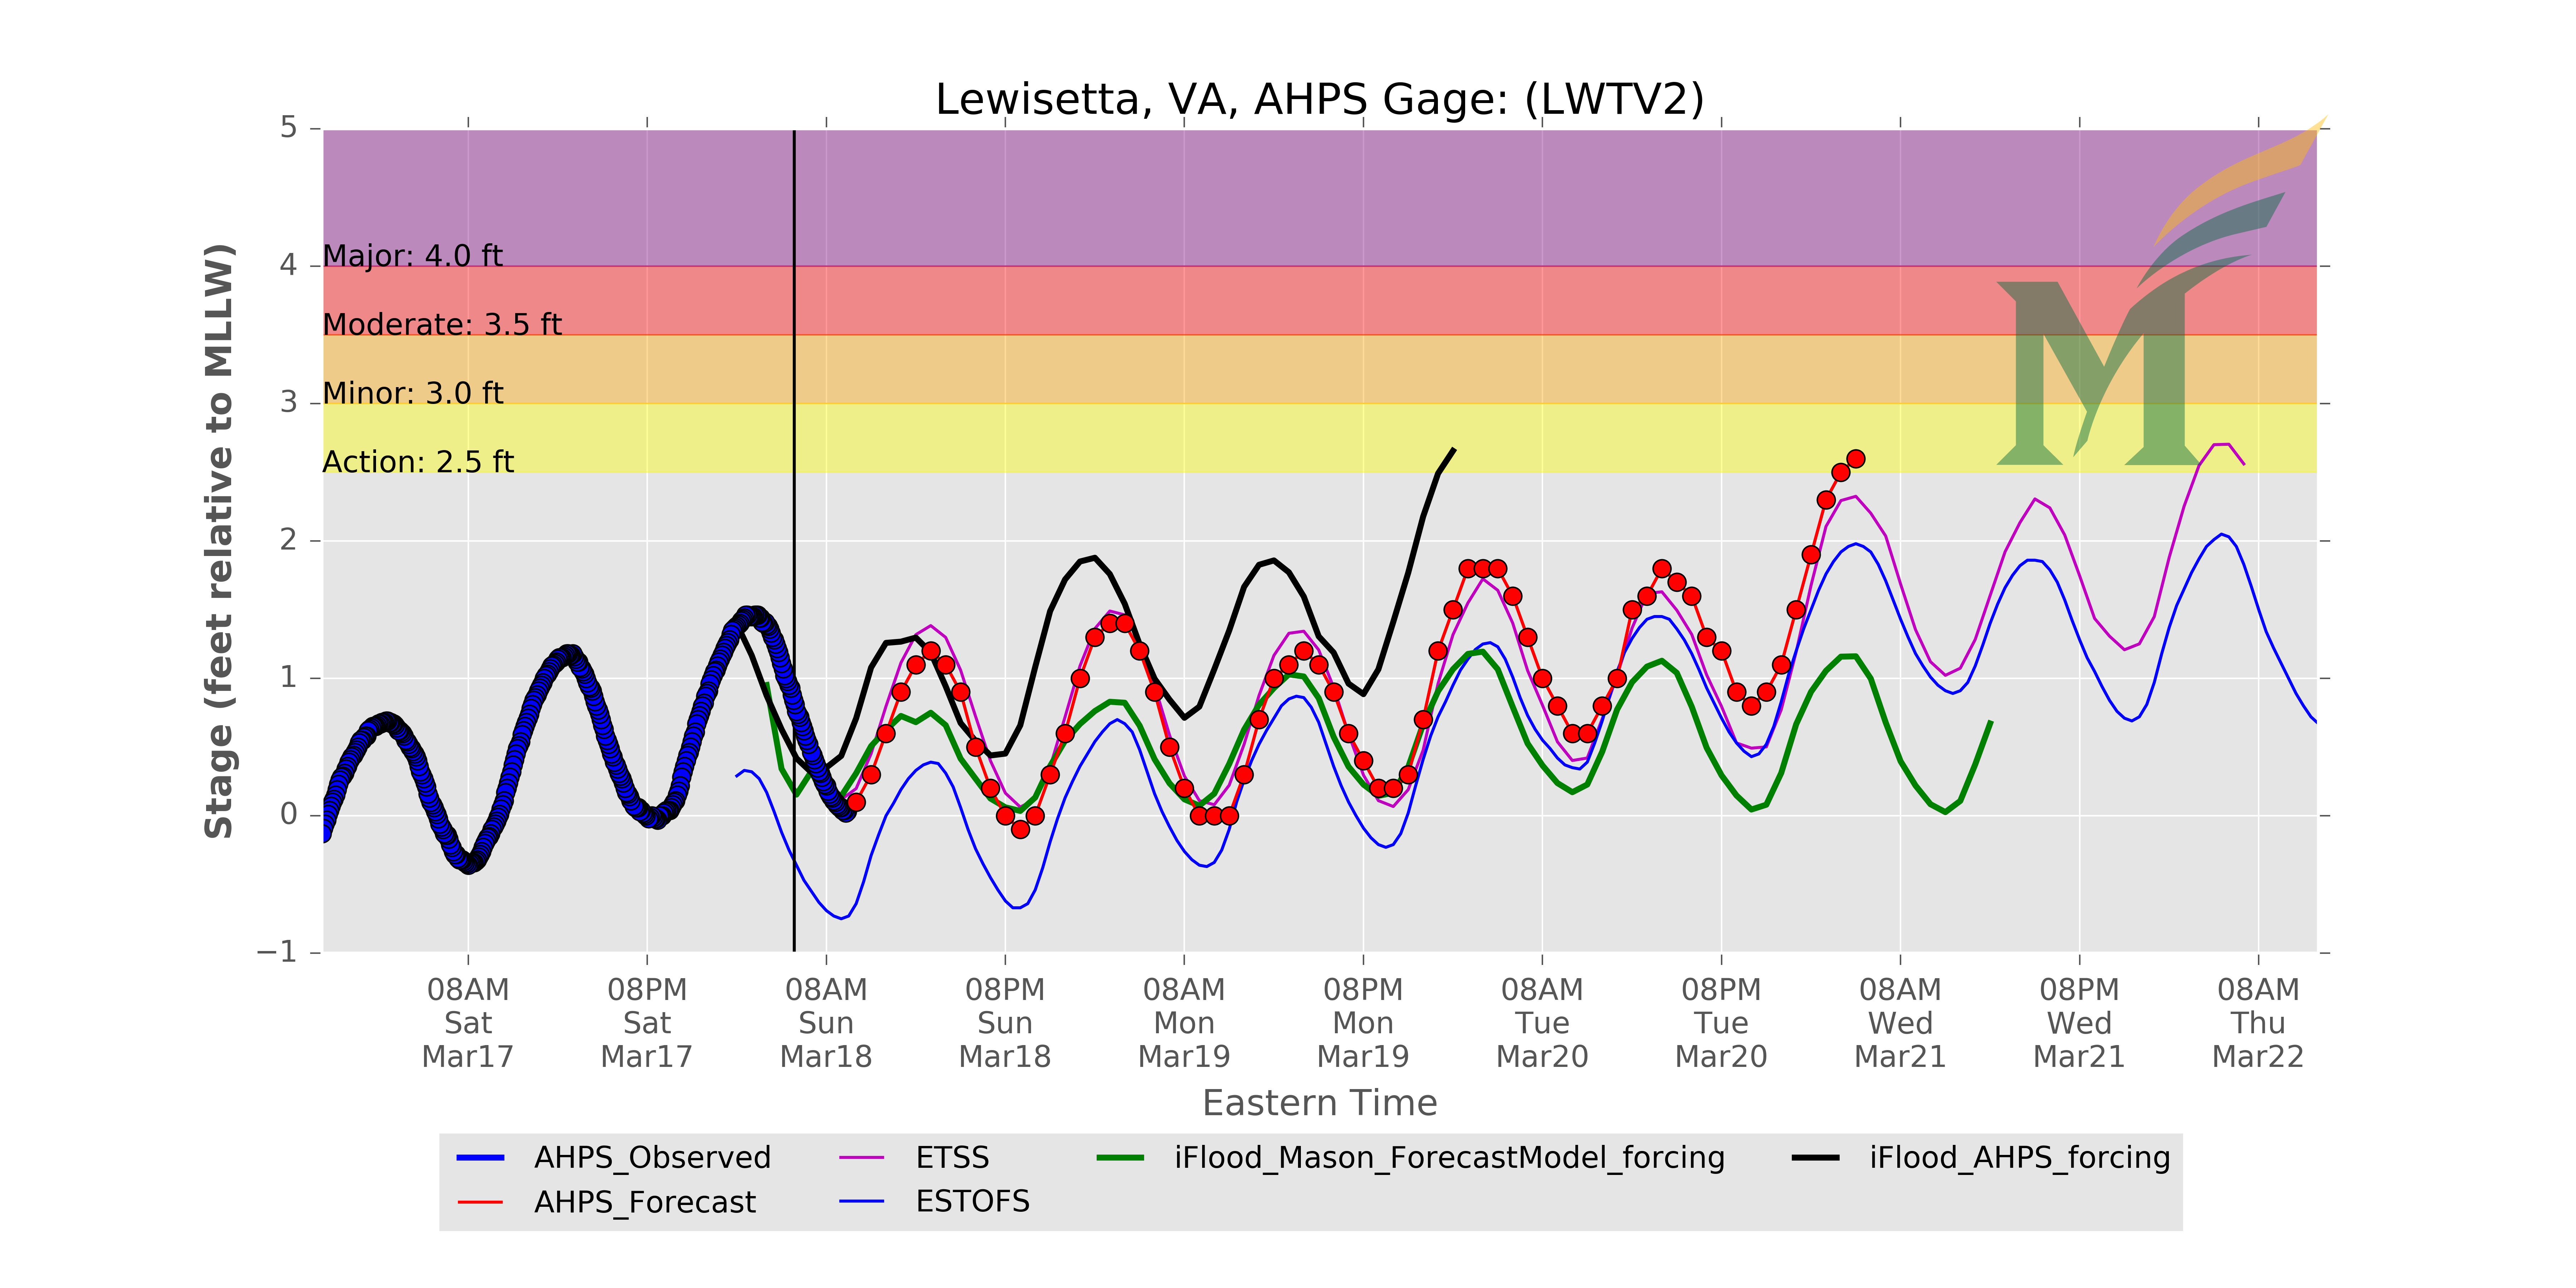 Lewisetta, VA, AHPS Gage: (LWTV2)
Stage (feet relative to MLLW)
5
4
3
2
1
0
−1
Major: 4.0 ft
Moderate: 3.5 ft
Minor: 3.0 ft
Action: 2.5 ft
M
08AM 08PM 08AM 08PM 08AM 08PM 08AM 08PM 08AM 08PM 08AM
Sat Sat Sun Sun Mon Mon Tue Tue Wed Wed Thu
Mar17 Mar17 Mar18 Mar18 Mar19 Mar19 Mar20 Mar20 Mar21 Mar21 Mar22
Eastern Time
AHPS_Observed ETSS iFlood_Mason_ForecastModel_forcing iFlood_AHPS_forcing
AHPS_Forecast ESTOFS